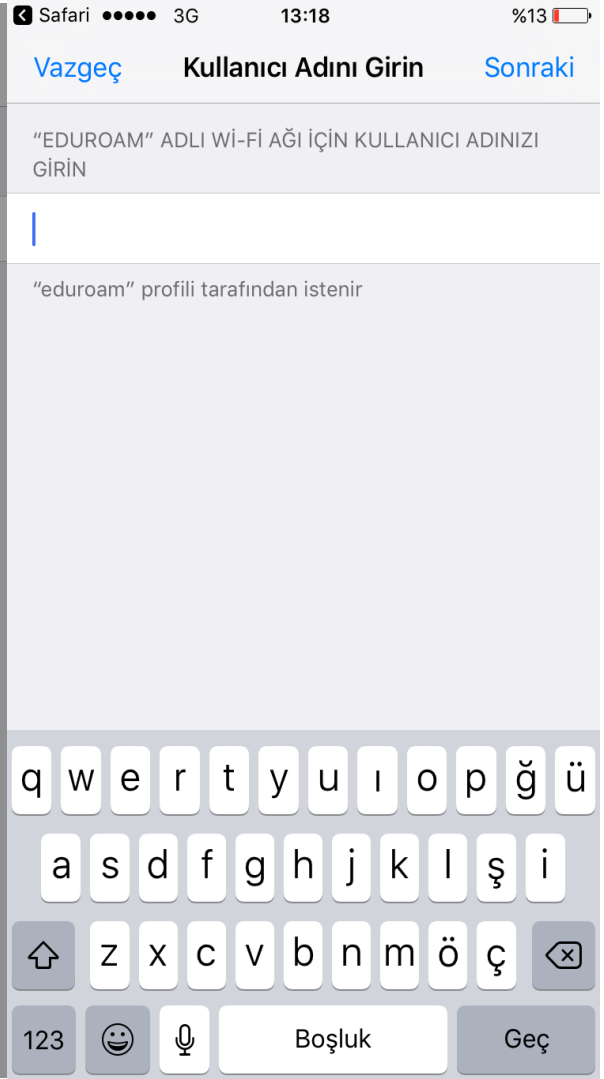 Safari 3G 13:18 %13
Vazgeç Kullanıcı Adını Girin Sonraki
“EDUROAM” ADLI Wİ-Fİ AĞI İÇİN KULLANICI ADINIZI
GİRİN
“eduroam” profili tarafından istenir
q w e r t y u ı o p ğ ü
a s d f g h j k l ş i
z x c v b n m ö ç
123 Boşluk Geç